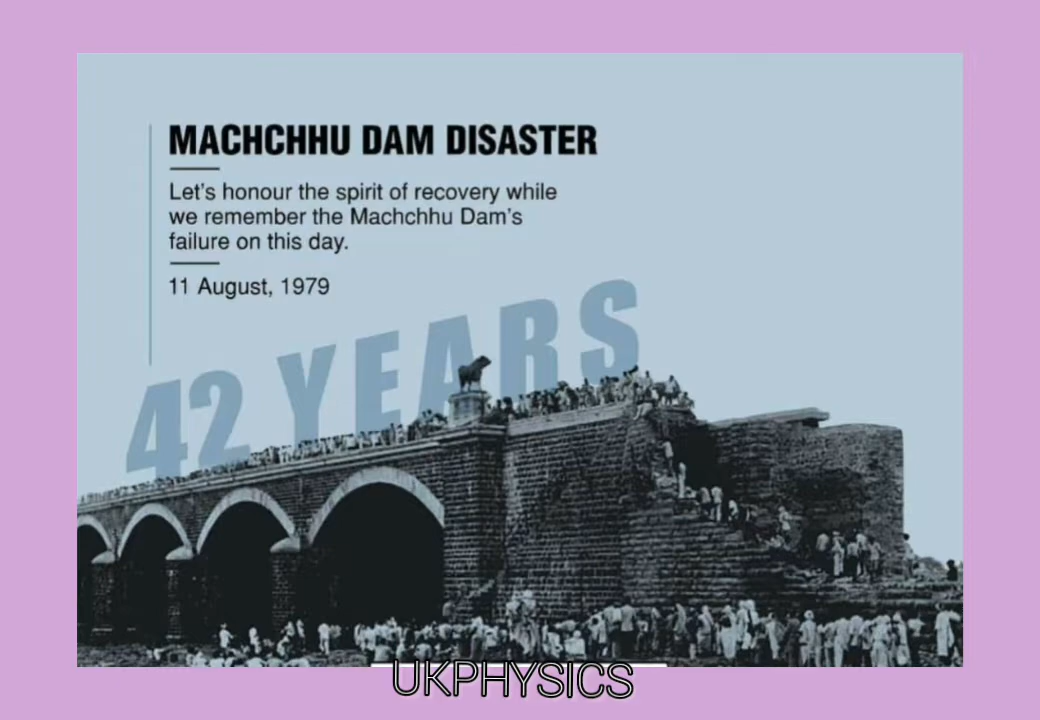 MACHCHHU DAM DISASTER
Let's honour the spirit of recovery while
we remember the Machchhu Dam's
failure on this day.
11 August, 1979
42 YEARS
UKPHYSICS